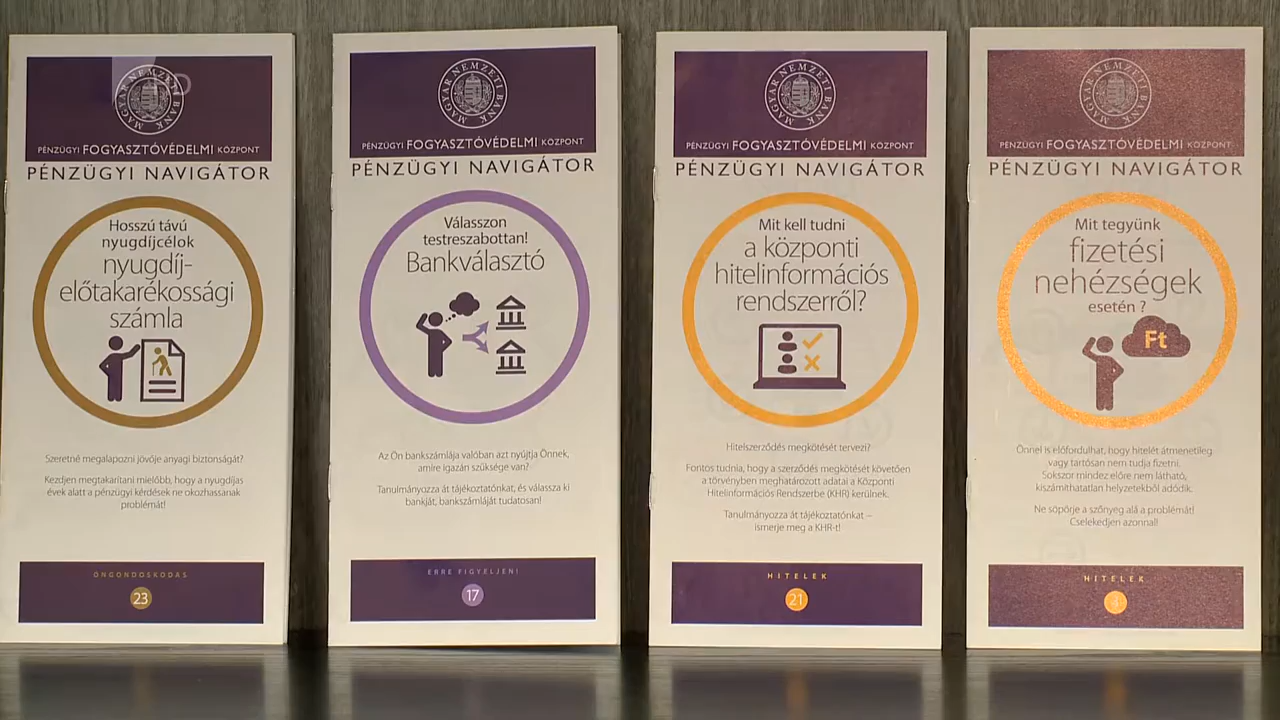 MAGYAR NEMZETI BANK
PÉNZÜGYI FOGYASZTÓVÉDELMI KÖZPONT
PÉNZÜGYI NAVIGÁTOR
Hosszú távú
nyugdíjcélok
nyugdíj-
előtakarékossági
számla
Szeretné megalapozni jövője anyagi biztonságát?
Kezdjen megtakarítani mielőbb, hogy a nyugdíjas
évek alatt a pénzügyi kérdések ne okozhassanak
problémát!
ÖNGONDOSKODÁS
23
MAGYAR NEMZETI BANK
PÉNZÜGYI FOGYASZTÓVÉDELMI KÖZPONT
PÉNZÜGYI NAVIGÁTOR
Válasszon
testreszabottan!
Bankválasztó
Az Ön bankszámlája valóban azt nyújtja Önnek,
amire igazán szüksége van?
Tanulmányozza át tájékoztatónkat, és válassza ki
bankját, bankszámláját tudatosan!
ERRE FIGYELJEN!
17
MAGYAR NEMZETI BANK
PÉNZÜGYI FOGYASZTÓVÉDELMI KÖZPONT
PÉNZÜGYI NAVIGÁTOR
Mit kell tudni
a központi
hitelinformációs
rendszerről?
Hitelszerződés megkötését tervezi?
Fontos tudnia, hogy a szerződés megkötését követően
a törvényben meghatározott adatai a Központi
Hitelinformációs Rendszerbe (KHR) kerülnek.
Tanulmányozza át tájékoztatónkat –
ismerje meg a KHR-t!
HITELEK
21
MAGYAR NEMZETI BANK
PÉNZÜGYI FOGYASZTÓVÉDELMI KÖZPONT
PÉNZÜGYI NAVIGÁTOR
Mit tegyünk
fizetési
nehézségek
esetén ?
Ft
Önnel is előfordulhat, hogy hitelét átmenetileg
vagy tartósan nem tudja fizetni.
Sokszor mindez előre nem látható,
kiszámíthatatlan helyzetekből adódik.
Ne söpörje a szőnyeg alá a problémát!
Cselekedjen azonnal!
HITELEK